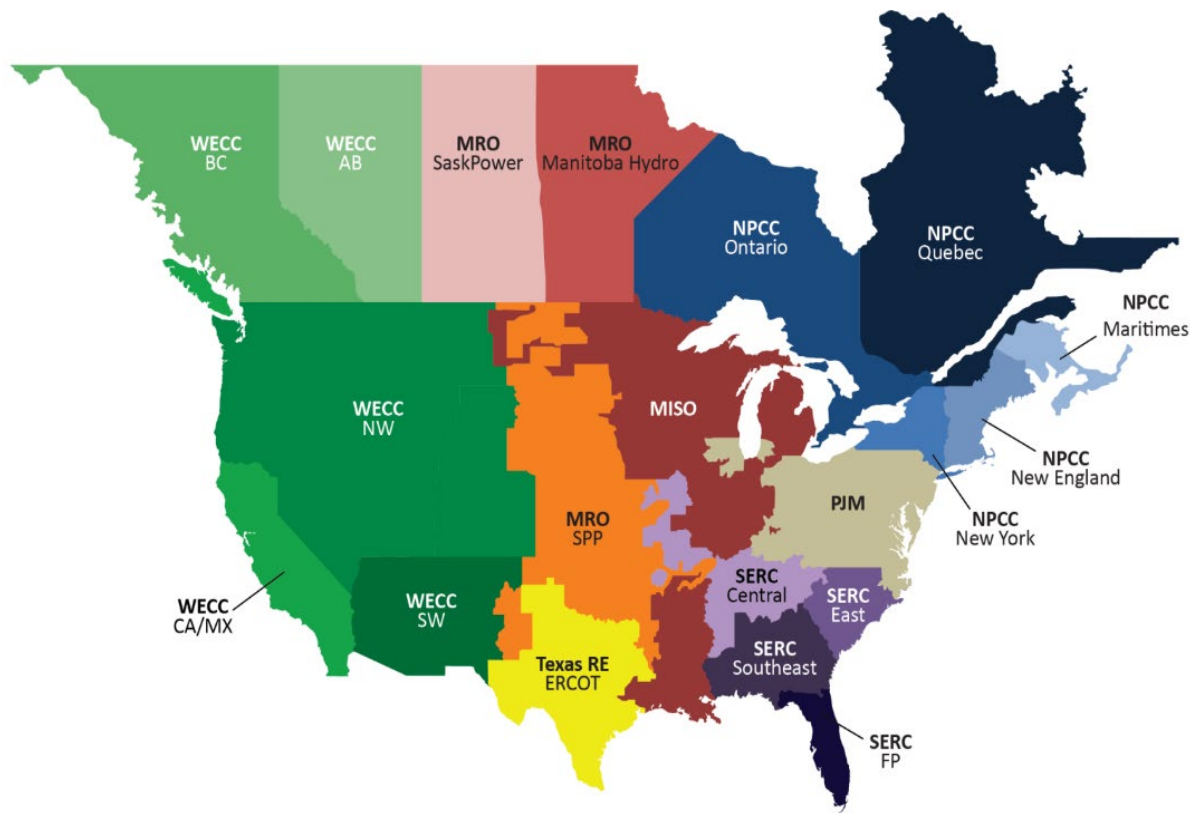 WECC
BC
WECC
AB
MRO
SaskPower
MRO
Manitoba Hydro
NPCC
Ontario
NPCC
Quebec
NPCC
Maritimes
WECC
NW
MISO
NPCC
New England
MRO
SPP
PJM
NPCC
New York
WECC
CA/MX
WECC
SW
SERC
Central
SERC
East
Texas RE
ERCOT
SERC
Southeast
SERC
FP